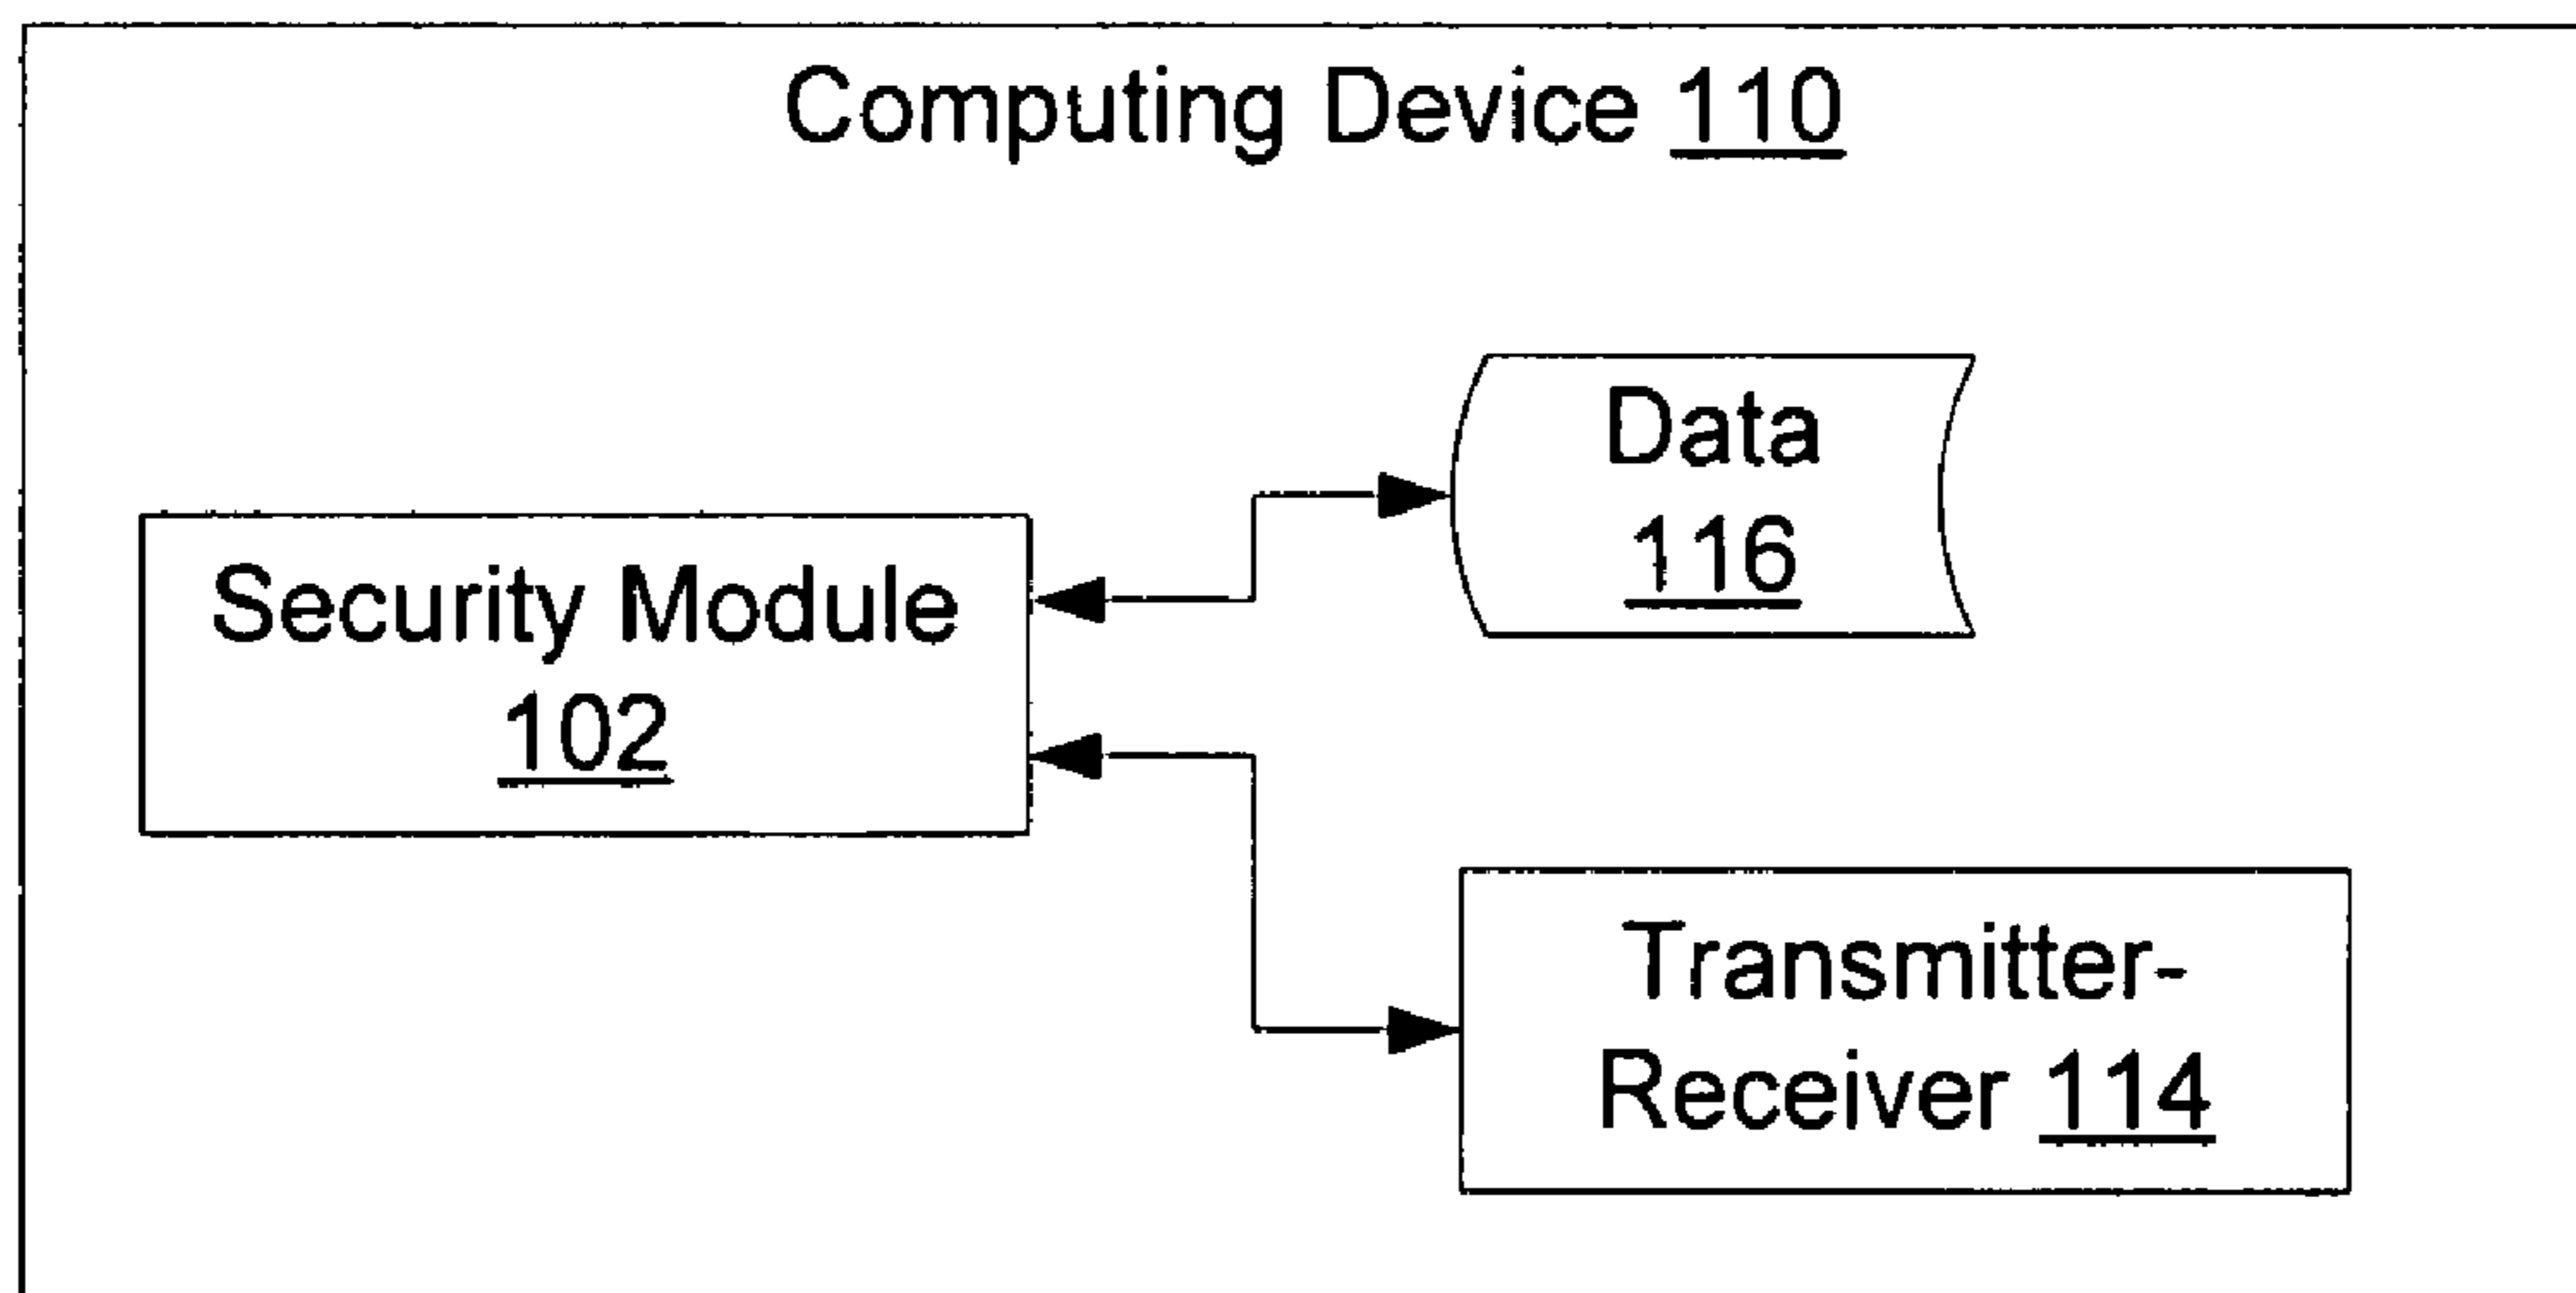 Computing Device 110
Data
116
Security Module
102
Transmitter-
Receiver 114